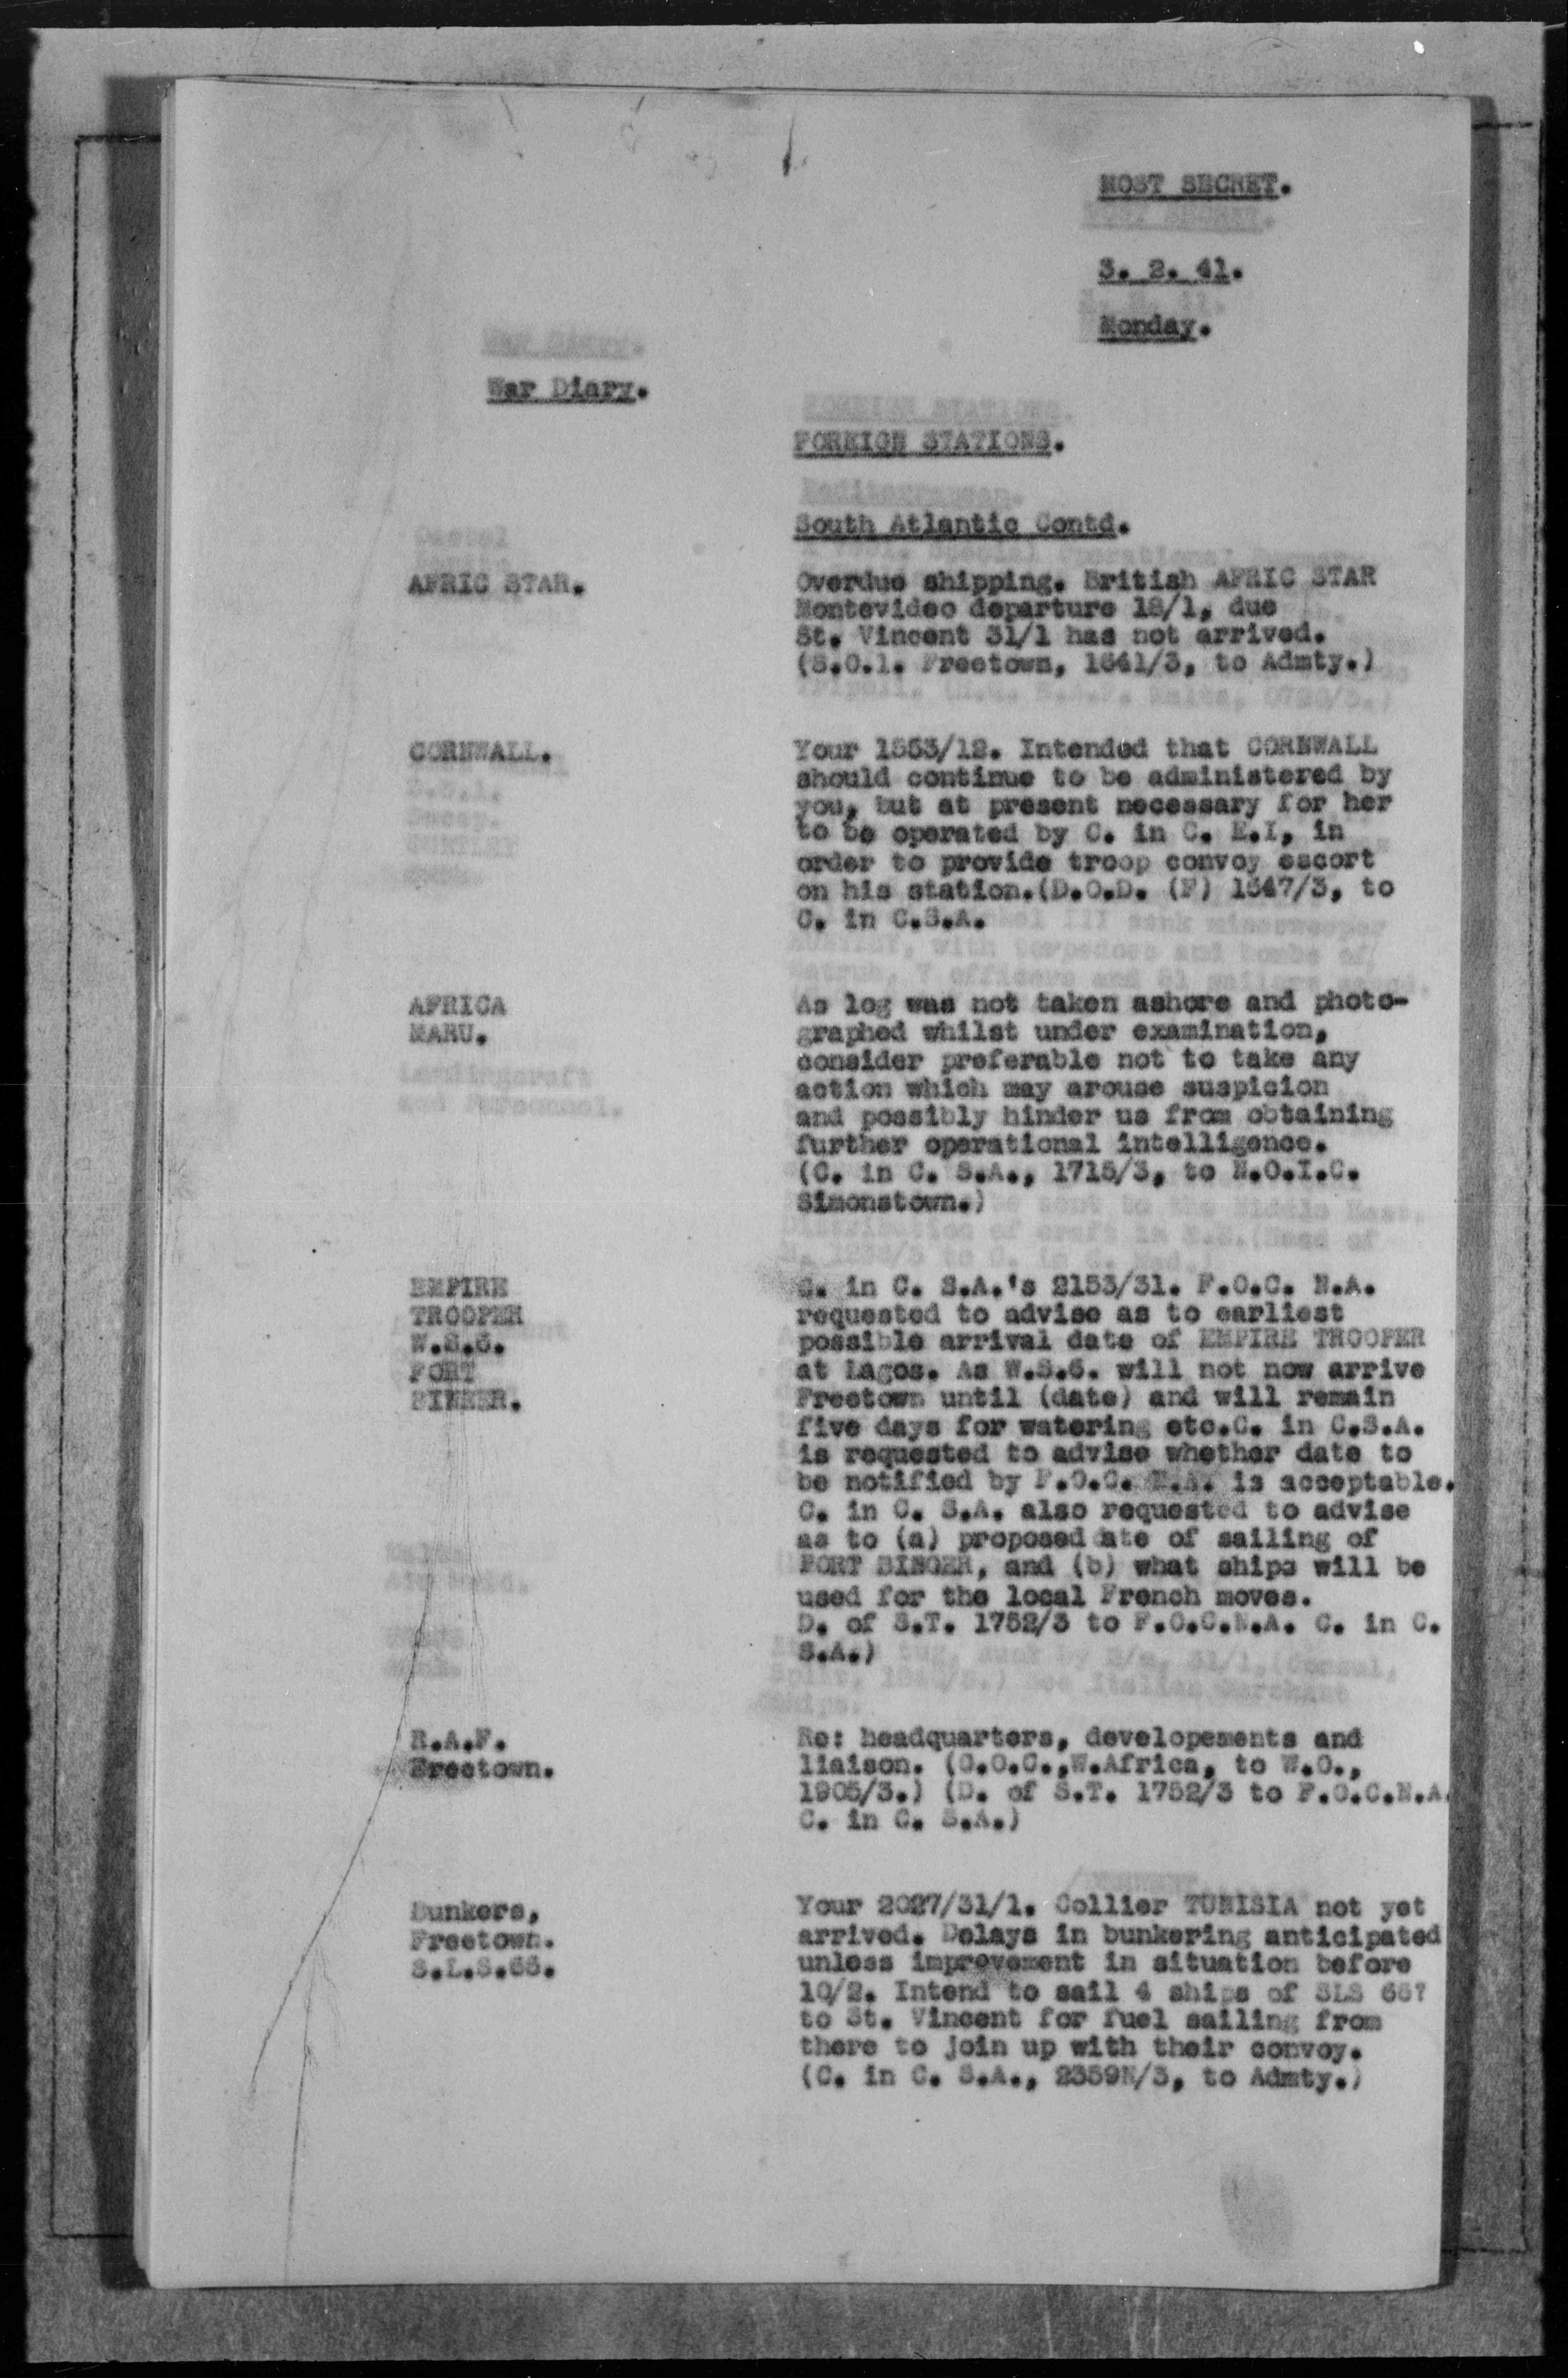 MOST SECRET.
3. 2. 41.
Monday.
War Diary.
FOREIGN STATIONS.
South Atlantic Contd.
AFRIC STAR.
Overdue shipping. British AFRIC STAR
Montevideo departure 18/1, due
St. Vincent 31/1 has not arrived.
(S.O.1. Freetown, 1641/3, to Admty.)
CORNWALL.
Your 1553/12. Intended that CORNWALL
should continue to be administered by
you, but at present necessary for her
to be operated by C. in C. E.I, in
order to provide troop convoy escort
on his station.(D.O.D. (F) 1647/3, to
C. in C.S.A.
AFRICA
MARU.
As log was not taken ashore and photo-
graphed whilst under examination,
consider preferable not to take any
action which may arouse suspicion
and possibly hinder us from obtaining
further operational intelligence.
(C. in C. S.A., 1715/3, to N.O.I.C.
Simonstown.)
EMPIRE
TROOPER
W.S.6.
FORT
BINGER.
C. in C. S.A.'s 2153/31. F.O.C. N.A.
requested to advise as to earliest
possible arrival date of EMPIRE TROOPER
at Lagos. As W.S.6. will not now arrive
Freetown until (date) and will remain
five days for watering etc.C. in C.S.A.
is requested to advise whether date to
be notified by F.O.C. N.A. is acceptable.
C. in C. S.A. also requested to advise
as to (a) proposed ate of sailing of
FORT BINGER, and (b) what ships will be
used for the local French moves.
D. of S.T. 1752/3 to F.O.C.N.A. C. in C.
S.A.)
R.A.F.
Freetown.
Re: headquarters, developements and
liaison. (G.O.C.,W.Africa, to W.O.,
1905/3.) (D. of S.T. 1752/3 to F.O.C.N.A.
C. in C. S.A.)
Bunkers,
Freetown.
S.L.S.65.
Your 2027/31/1. Collier TUNISIA not yet
arrived. Delays in bunkering anticipated
unless improvement in situation before
10/2. Intend to sail 4 ships of SLS 66?
to St. Vincent for fuel sailing from
there to join up with their convoy.
(C. in C. S.A., 2359N/3, to Admty.)